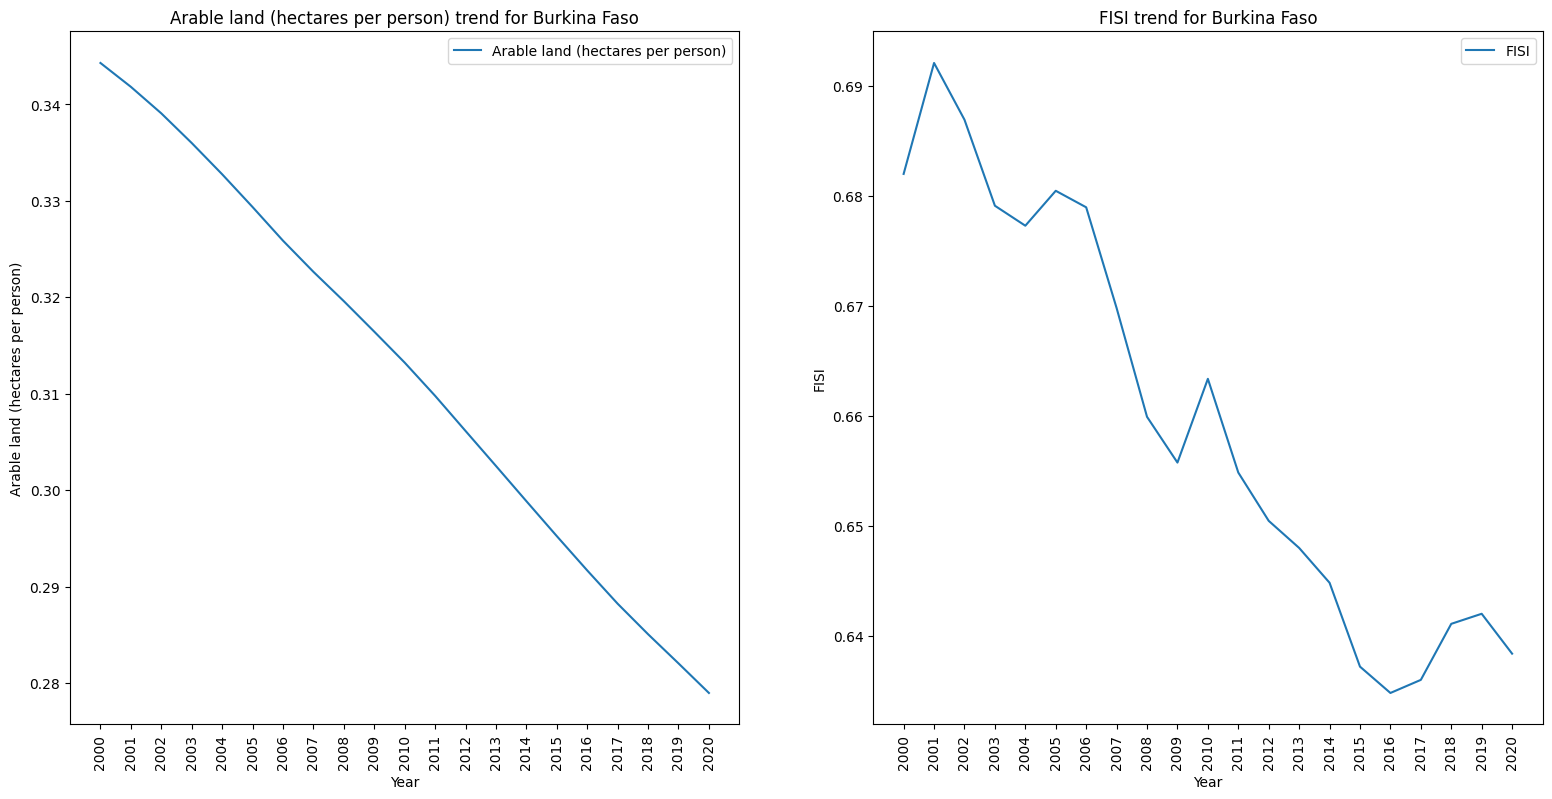 Arable land (hectares per person) trend for Burkina Faso
Arable land (hectares per person)
Arable land (hectares per person)
0.34
0.33
0.32
0.31
0.30
0.29
0.28
2000 2001 2002 2003 2004 2005 2006 2007 2008 2009 2010 2011 2012 2013 2014 2015 2016 2017 2018 2019 2020
Year
FISI trend for Burkina Faso
FISI
FISI
0.69
0.68
0.67
0.66
0.65
0.64
2000 2001 2002 2003 2004 2005 2006 2007 2008 2009 2010 2011 2012 2013 2014 2015 2016 2017 2018 2019 2020
Year